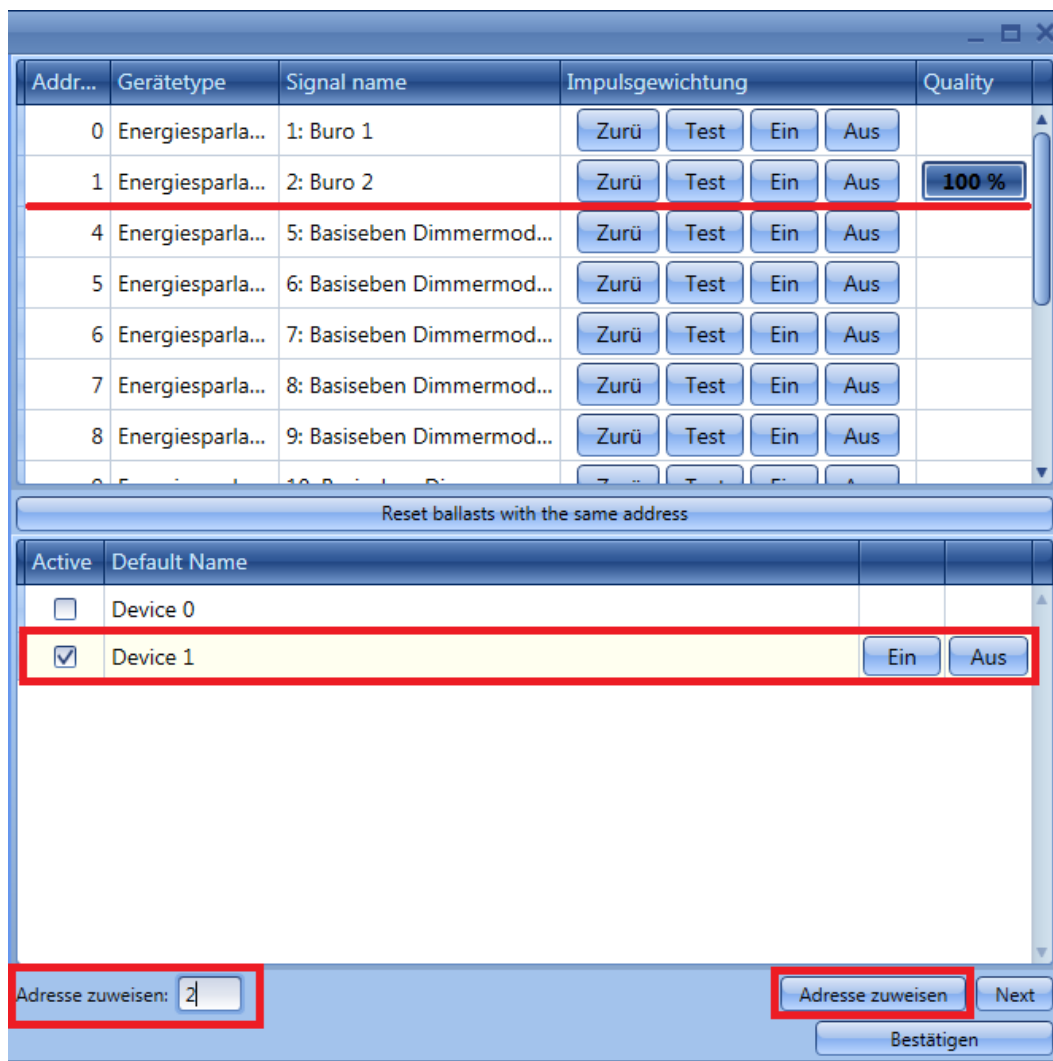 Addr... Gerätetype Signal name Impulsgewichtung Quality
0 Energiesparla... 1: Buro 1 Zurü Test Ein Aus
1 Energiesparla... 2: Buro 2 Zurü Test Ein Aus 100 %
4 Energiesparla... 5: Basiseben Dimmermod... Zurü Test Ein Aus
5 Energiesparla... 6: Basiseben Dimmermod... Zurü Test Ein Aus
6 Energiesparla... 7: Basiseben Dimmermod... Zurü Test Ein Aus
7 Energiesparla... 8: Basiseben Dimmermod... Zurü Test Ein Aus
8 Energiesparla... 9: Basiseben Dimmermod... Zurü Test Ein Aus
Reset ballasts with the same address
Active Default Name
Device 0
Device 1 Ein Aus
Adresse zuweisen: 2 Adresse zuweisen Next
Bestätigen